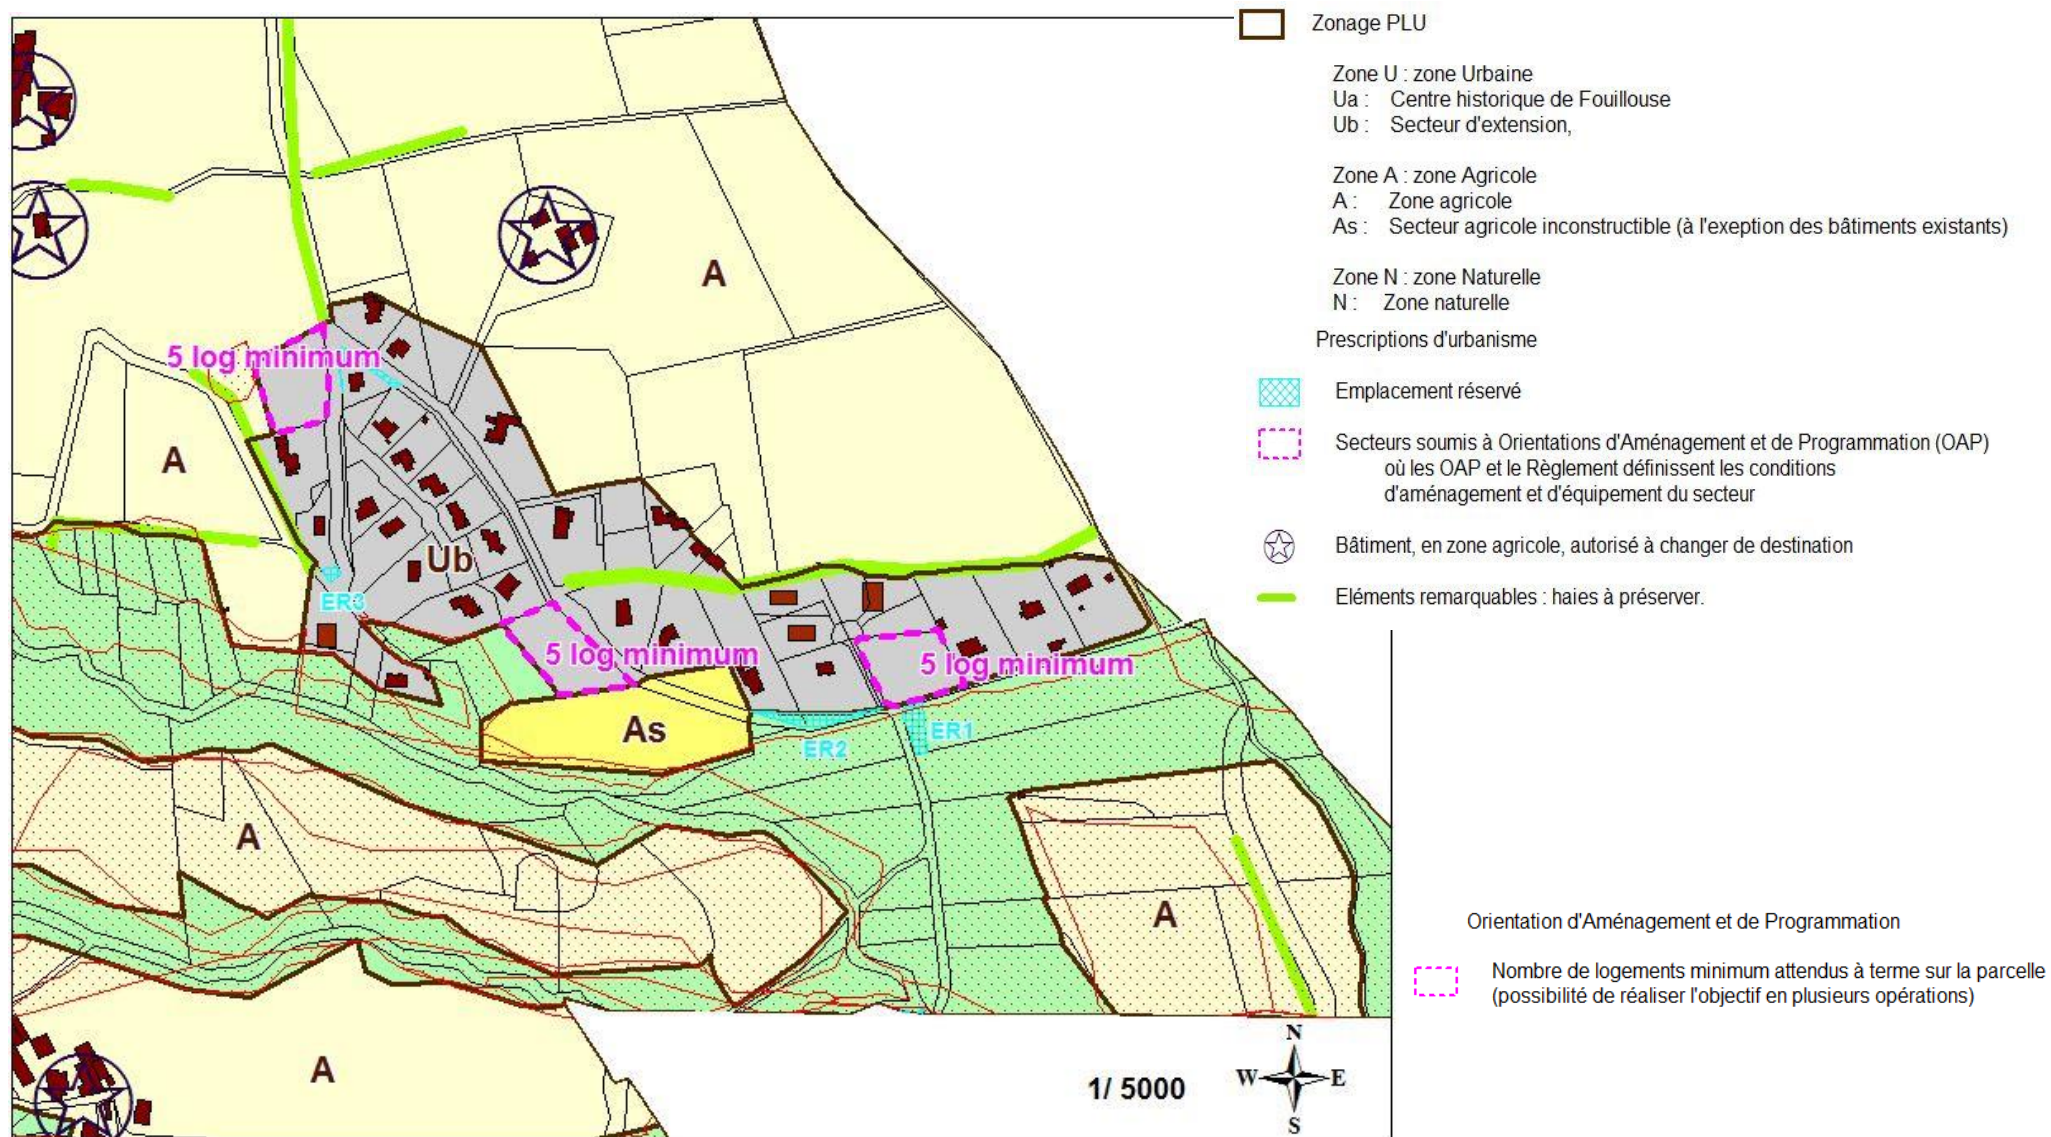 Zonage PLU
Zone U : zone Urbaine
Ua : Centre historique de Fouillouse
Ub : Secteur d'extension,
Zone A : zone Agricole
A : Zone agricole
As : Secteur agricole inconstructible (à l'exeption des bâtiments existants)
Zone N : zone Naturelle
N : Zone naturelle
Prescriptions d'urbanisme
Emplacement réservé
Secteurs soumis à Orientations d'Aménagement et de Programmation (OAP)
où les OAP et le Règlement définissent les conditions
d'aménagement et d'équipement du secteur
Bâtiment, en zone agricole, autorisé à changer de destination
Eléments remarquables : haies à préserver.
Orientation d'Aménagement et de Programmation
Nombre de logements minimum attendus à terme sur la parcelle
(possibilité de réaliser l'objectif en plusieurs opérations)
A
5 log minimum
A
Ub
ER3
5 log minimum
5 log minimum
As
ER2
ER1
A
A
A
1/ 5000
N
W
E
S